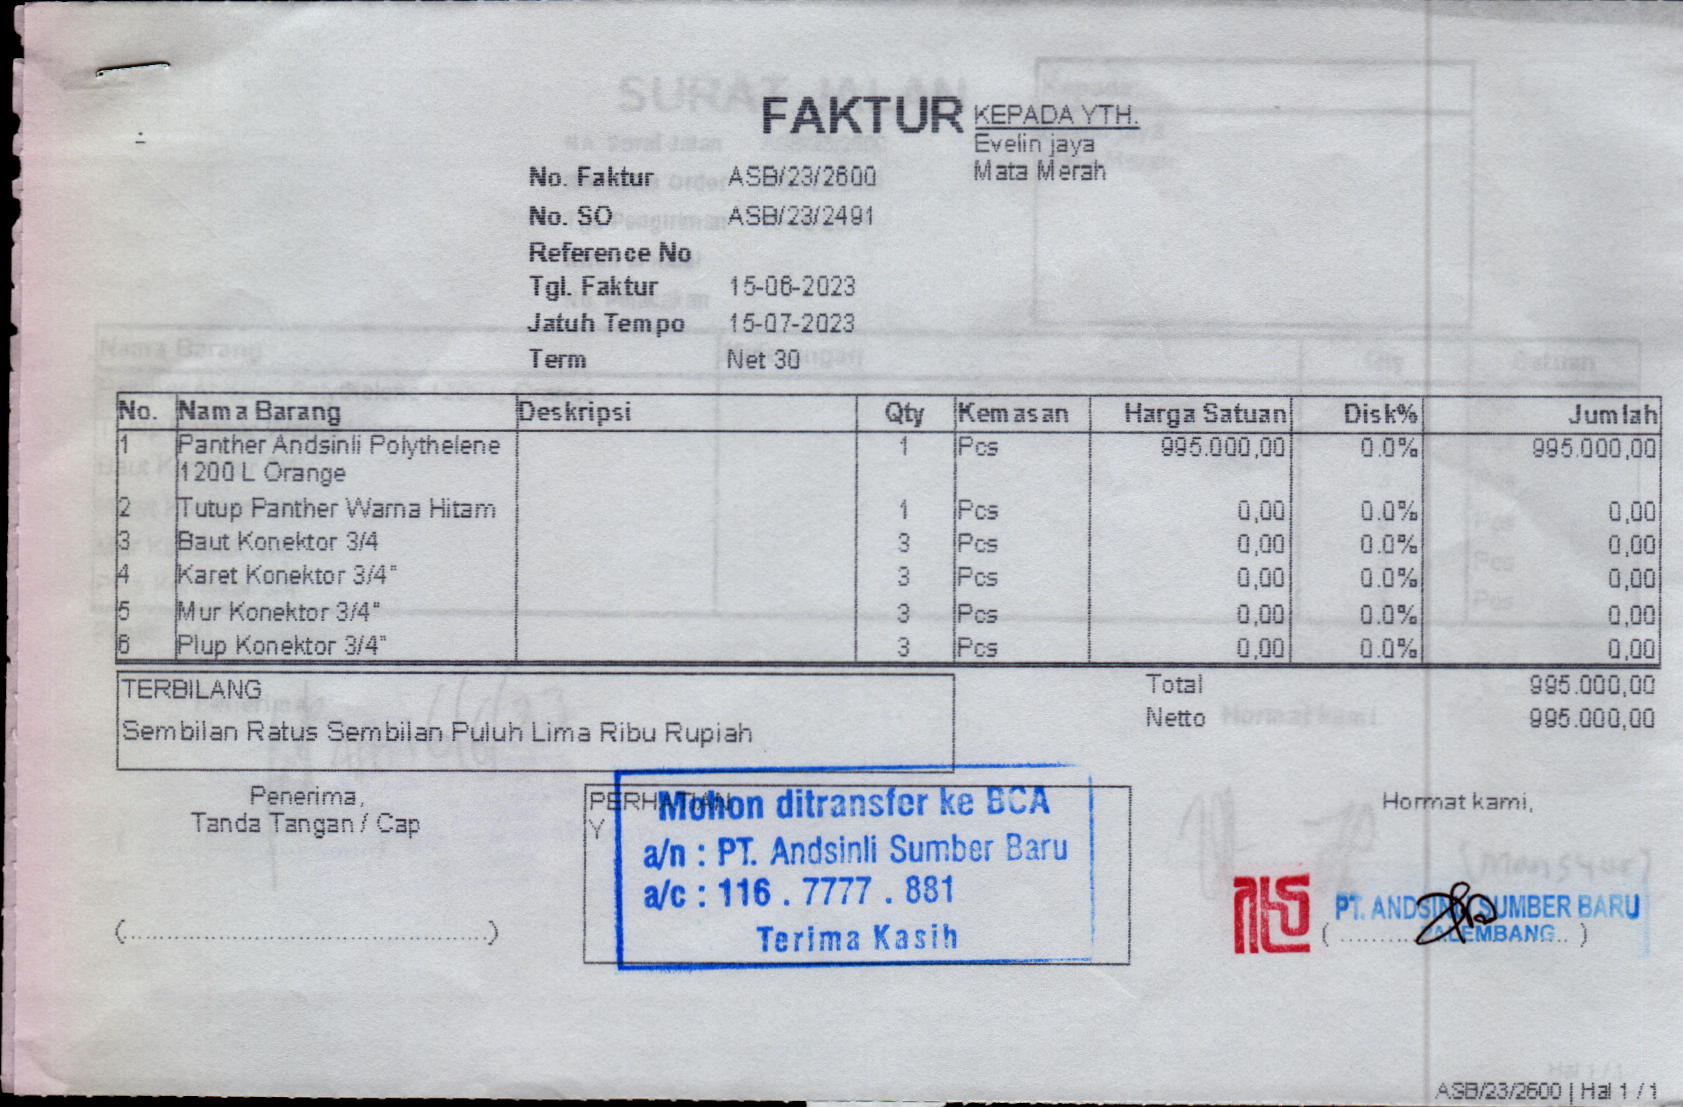 FAKTUR
KEPADA YTH.
Evelin jaya
Mata Merah
No. Faktur ASB/23/2600
No. SO ASB/23/2491
Reference No
Tgl. Faktur 15-06-2023
Jatuh Tempo 15-07-2023
Term Net 30
No. Nama Barang Deskripsi Qty Kemasan Harga Satuan Disk% Jumlah
1 Panther Andsinli Polythelene 1 Pcs 995.000,00 0.0% 995.000,00
1200 L Orange
2 Tutup Panther Warna Hitam 1 Pcs 0,00 0.0% 0,00
3 Baut Konektor 3/4 3 Pcs 0,00 0.0% 0,00
4 Karet Konektor 3/4" 3 Pcs 0,00 0.0% 0,00
5 Mur Konektor 3/4" 3 Pcs 0,00 0.0% 0,00
6 Plup Konektor 3/4" 3 Pcs 0,00 0.0% 0,00
TERBILANG
Sembilan Ratus Sembilan Puluh Lima Ribu Rupiah
Total 995.000,00
Netto 995.000,00
Penerima,
Tanda Tangan / Cap
(..............................................)
PERHATIAN
Y
Mohon ditransfer ke BCA
a/n : PT. Andsinli Sumber Baru
a/c : 116 . 7777 . 881
Terima Kasih
Hormat kami,
PT. ANDSINLI SUMBER BARU
PALEMBANG
ASB/23/2600 | Hal 1 / 1